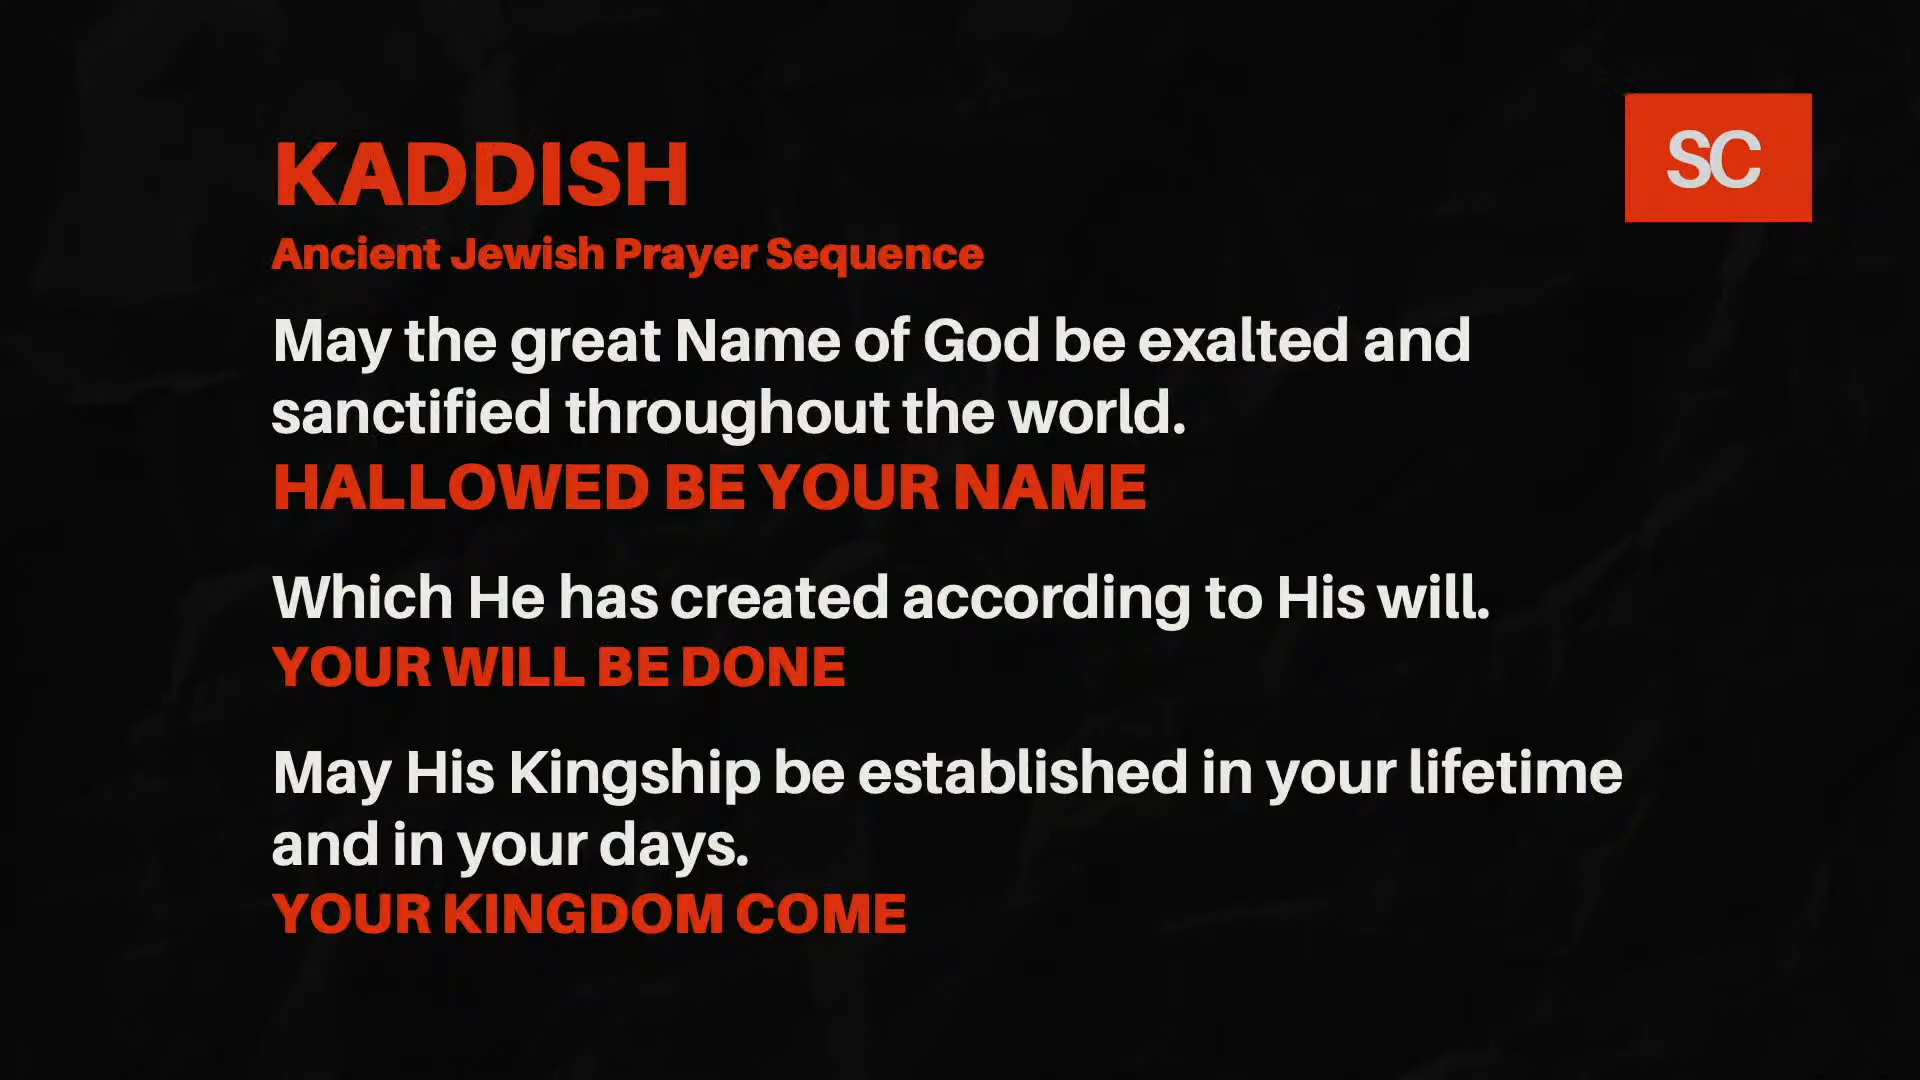 KADDISH
SC
Ancient Jewish Prayer Sequence
May the great Name of God be exalted and
sanctified throughout the world.
HALLOWED BE YOUR NAME
Which He has created according to His will.
YOUR WILL BE DONE
May His Kingship be established in your lifetime
and in your days.
YOUR KINGDOM COME